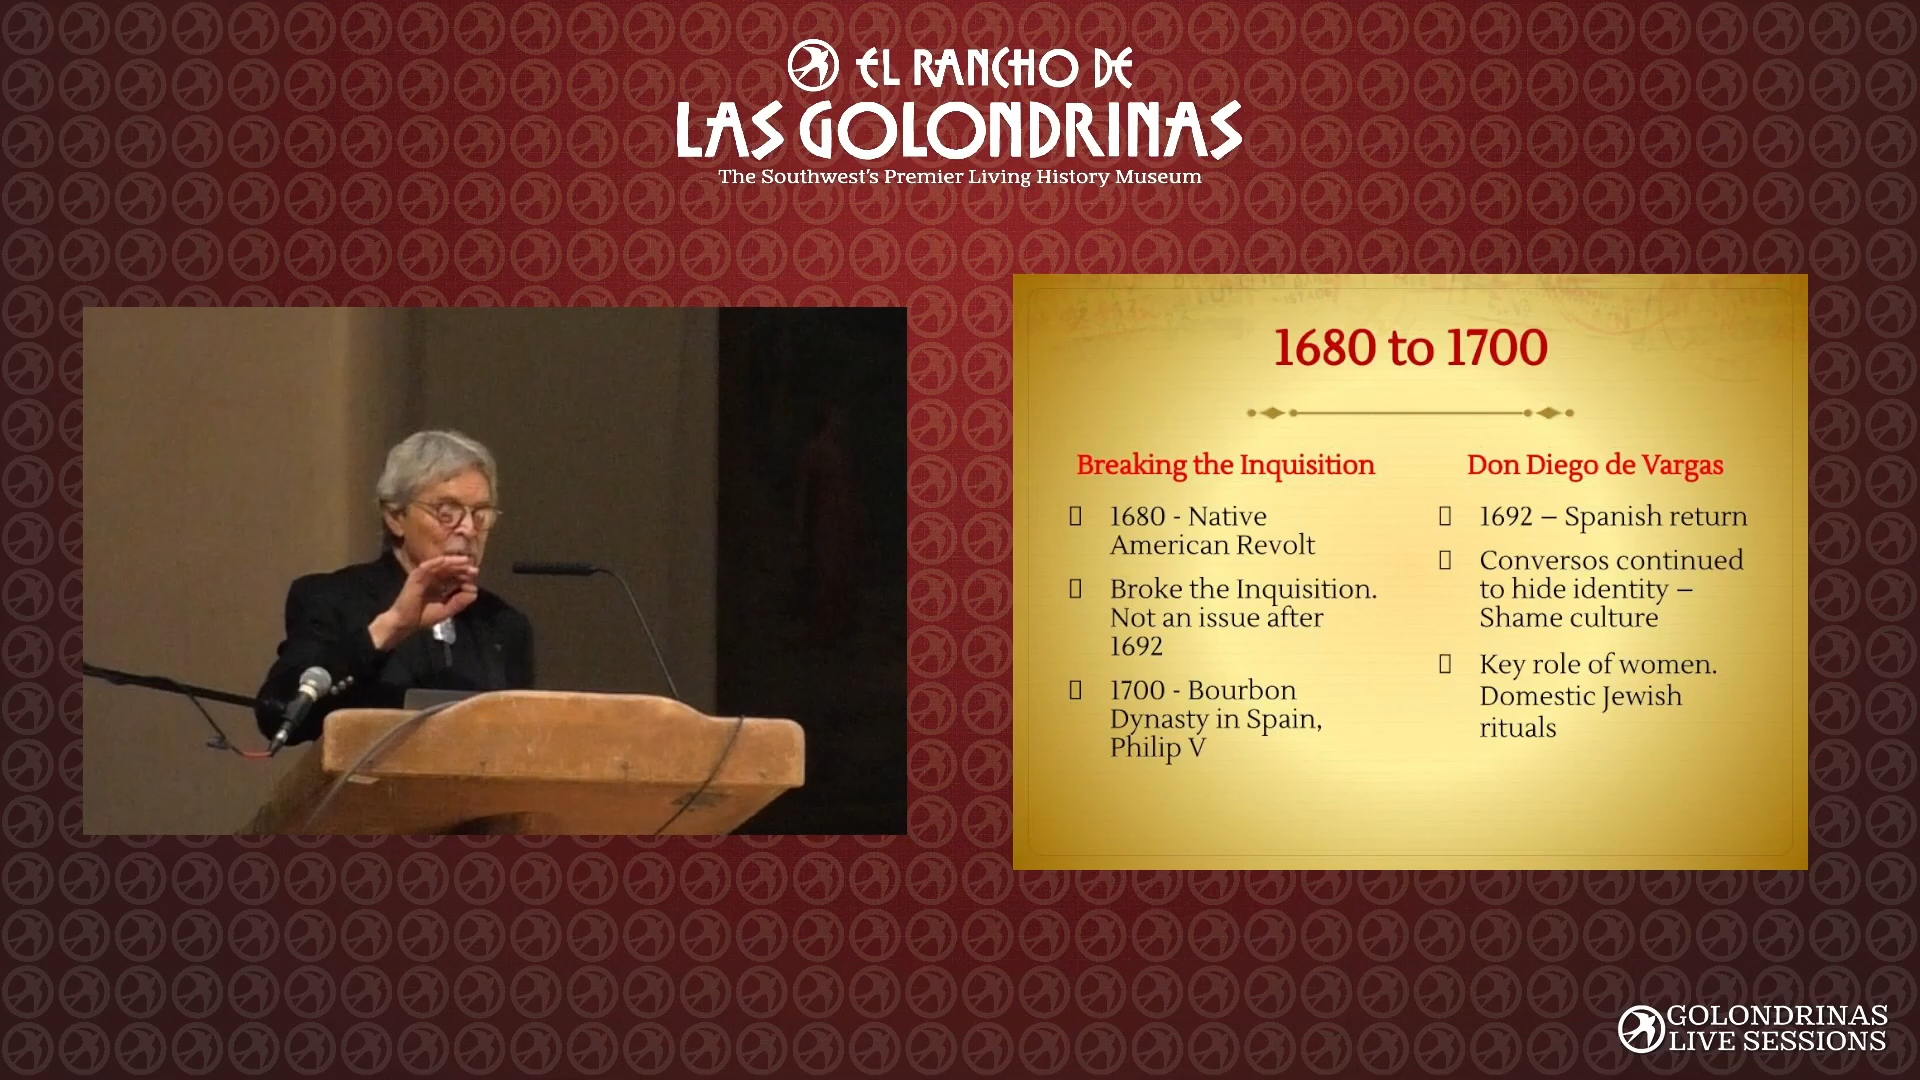 EL RANCHO DE
LAS GOLONDRINAS
The Southwest's Premier Living History Museum
1680 to 1700
Breaking the Inquisition
1680 - Native
American Revolt
Broke the Inquisition.
Not an issue after
1692
1700 - Bourbon
Dynasty in Spain,
Philip V
Don Diego de Vargas
1692 – Spanish return
Conversos continued
to hide identity –
Shame culture
Key role of women.
Domestic Jewish
rituals
GOLONDRINAS
LIVE SESSIONS